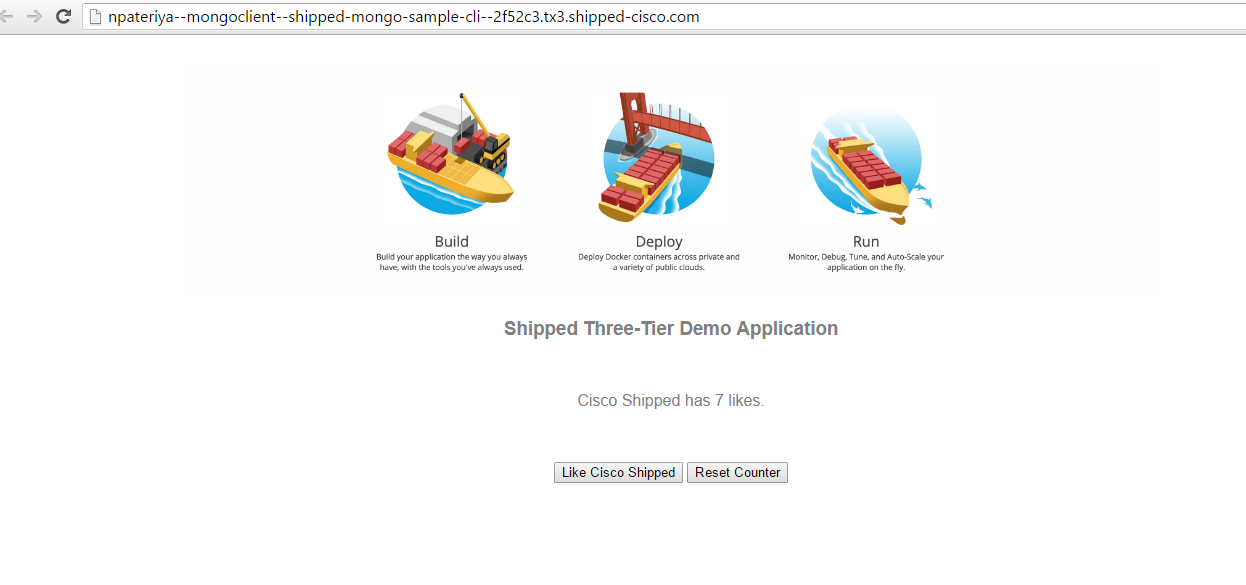 npateriya--mongoclient--shipped-mongo-sample-cli--2f52c3.tx3.shipped-cisco.com
Build
Build your application the way you always
have, with the tools you've always used.
Deploy
Deploy Docker containers across private and
a variety of public clouds.
Run
Monitor, Debug, Tune, and Auto-Scale your
application on the fly.
Shipped Three-Tier Demo Application
Cisco Shipped has 7 likes.
Like Cisco Shipped Reset Counter